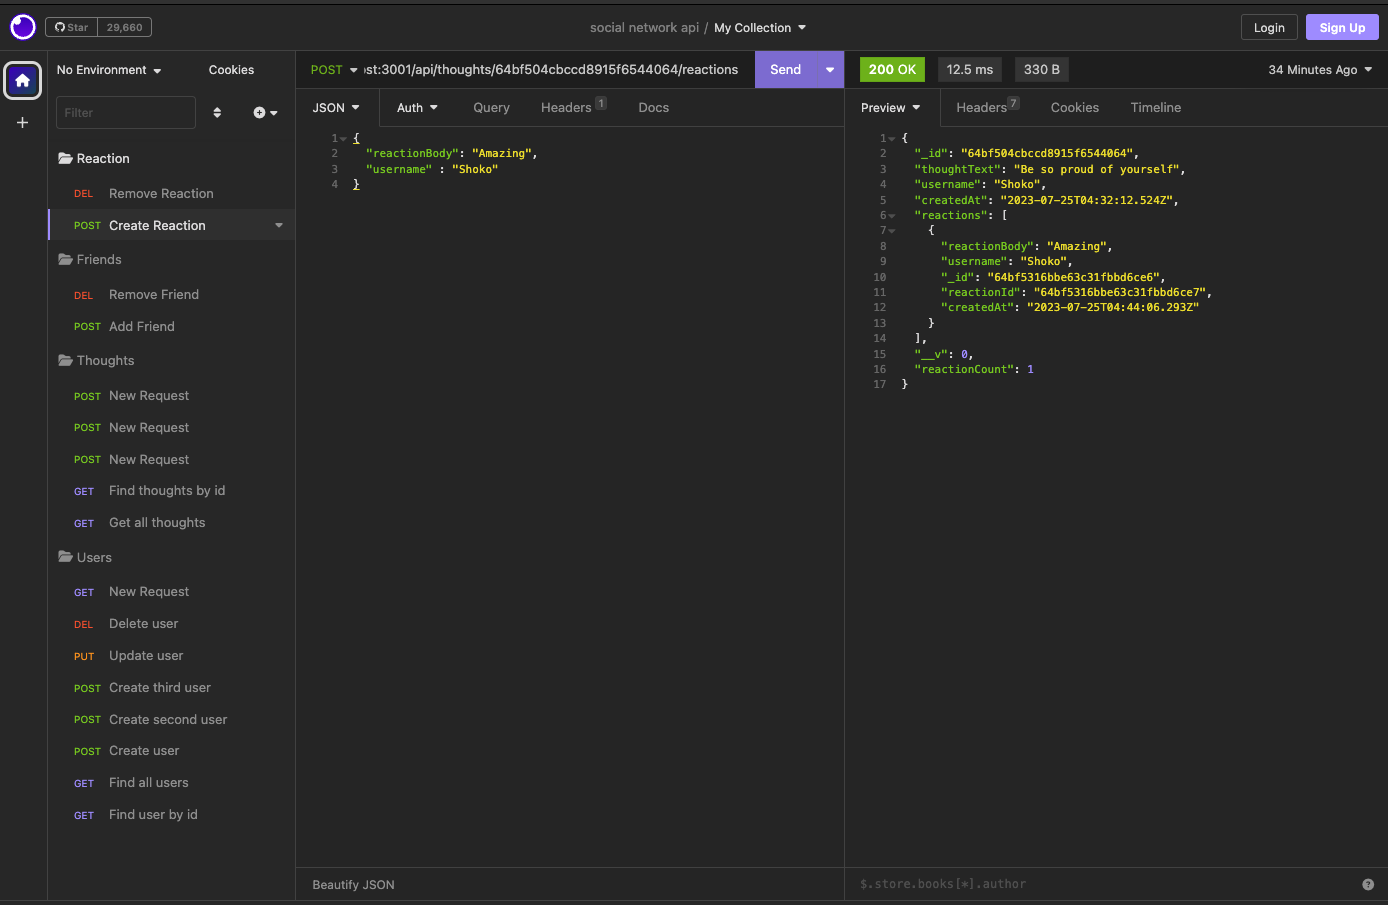 Star 29,660
social network api / My Collection
Login
Sign Up
No Environment
Cookies
Filter
Reaction
DEL Remove Reaction
POST Create Reaction
Friends
DEL Remove Friend
POST Add Friend
Thoughts
POST New Request
POST New Request
POST New Request
GET Find thoughts by id
GET Get all thoughts
Users
GET New Request
DEL Delete user
PUT Update user
POST Create third user
POST Create second user
POST Create user
GET Find all users
GET Find user by id
POST st:3001/api/thoughts/64bf504cbccd8915f6544064/reactions Send
JSON Auth Query Headers 1 Docs
1 {
2 "reactionBody": "Amazing",
3 "username" : "Shoko"
4 }
Beautify JSON
200 OK 12.5 ms 330 B 34 Minutes Ago
Preview Headers 7 Cookies Timeline
1 {
2 "_id": "64bf504cbccd8915f6544064",
3 "thoughtText": "Be so proud of yourself",
4 "username": "Shoko",
5 "createdAt": "2023-07-25T04:32:12.524Z",
6 "reactions": [
7 {
8 "reactionBody": "Amazing",
9 "username": "Shoko",
10 "_id": "64bf5316bbe63c31fbbd6ce6",
11 "reactionId": "64bf5316bbe63c31fbbd6ce7",
12 "createdAt": "2023-07-25T04:44:06.293Z"
13 }
14 ],
15 "__v": 0,
16 "reactionCount": 1
17 }
$.store.books[*].author